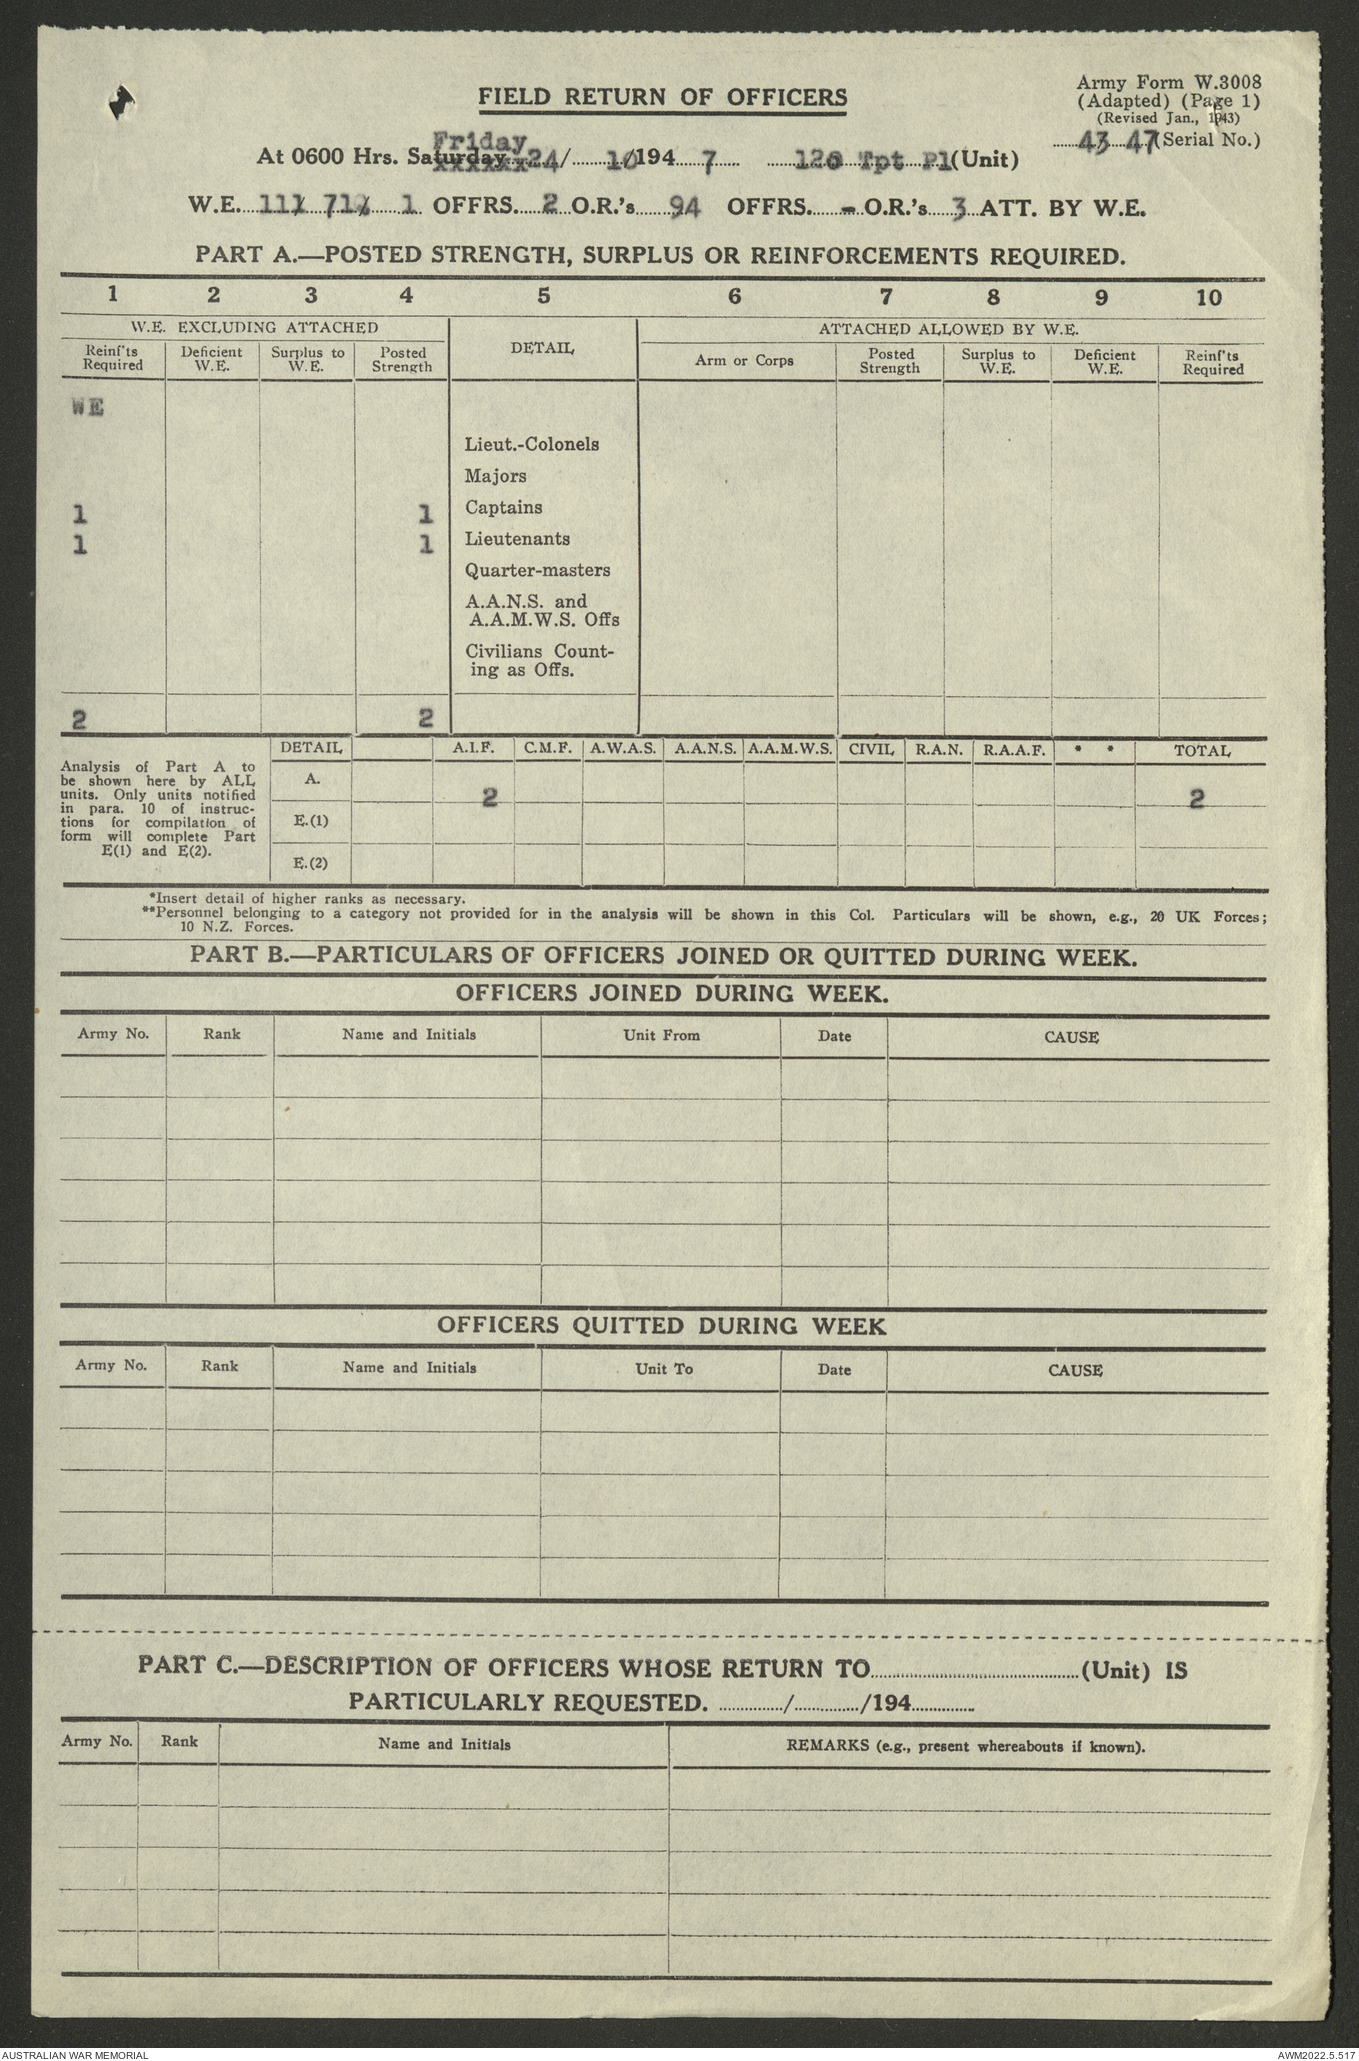 FIELD RETURN OF OFFICERS
Army Form W.3008
(Adapted) (Page 1)
(Revised Jan., 1943)
43 47 (Serial No.)
Friday
At 0600 Hrs. Saturday 24/ 10/194 7 120 Tpt Pl (Unit)
W.E. 111/ 712/ 1 OFFRS. 2 O.R.'s 94 OFFRS. - O.R.'s 3 ATT. BY W.E.
PART A.—POSTED STRENGTH, SURPLUS OR REINFORCEMENTS REQUIRED.
1 2 3 4 5 6 7 8 9 10
W.E. EXCLUDING ATTACHED DETAIL ATTACHED ALLOWED BY W.E.
Reinf'ts Required Deficient W.E. Surplus to W.E. Posted Strength Arm or Corps Posted Strength Surplus to W.E. Deficient W.E. Reinf'ts Required
WE
Lieut.-Colonels
Majors
1 1 Captains
1 1 Lieutenants
Quarter-masters
A.A.N.S. and
A.A.M.W.S. Offs
Civilians Count-
ing as Offs.
2 2
DETAIL A.I.F. C.M.F. A.W.A.S. A.A.N.S. A.A.M.W.S. CIVIL R.A.N. R.A.A.F. * * TOTAL
Analysis of Part A to
be shown here by ALL
units. Only units notified
in para. 10 of instruc-
tions for compilation of
form will complete Part
E(1) and E(2).
A. 2 2
E.(1)
E.(2)
*Insert detail of higher ranks as necessary.
**Personnel belonging to a category not provided for in the analysis will be shown in this Col. Particulars will be shown, e.g., 20 UK Forces;
10 N.Z. Forces.
PART B.—PARTICULARS OF OFFICERS JOINED OR QUITTED DURING WEEK.
OFFICERS JOINED DURING WEEK.
Army No. Rank Name and Initials Unit From Date CAUSE
OFFICERS QUITTED DURING WEEK
Army No. Rank Name and Initials Unit To Date CAUSE
PART C.—DESCRIPTION OF OFFICERS WHOSE RETURN TO (Unit) IS
PARTICULARLY REQUESTED. / /194
Army No. Rank Name and Initials REMARKS (e.g., present whereabouts if known).
AUSTRALIAN WAR MEMORIAL AWM2022.5.517